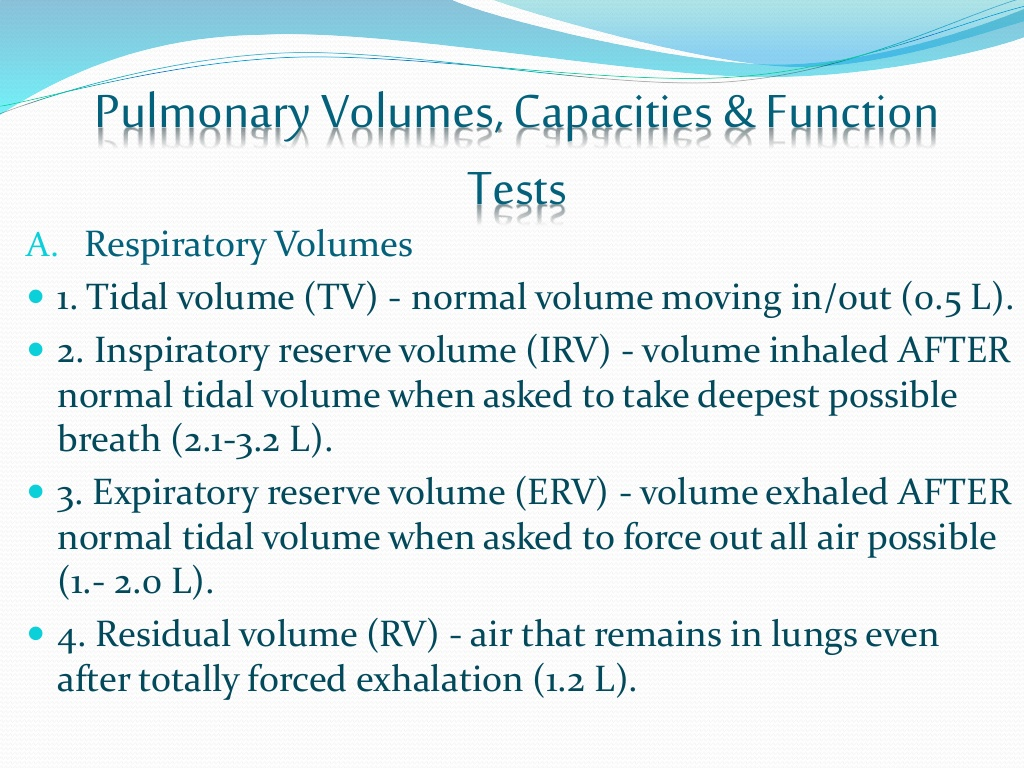 Pulmonary Volumes, Capacities & Function
Tests
A. Respiratory Volumes
• 1. Tidal volume (TV) - normal volume moving in/out (0.5 L).
• 2. Inspiratory reserve volume (IRV) - volume inhaled AFTER
normal tidal volume when asked to take deepest possible
breath (2.1-3.2 L).
• 3. Expiratory reserve volume (ERV) - volume exhaled AFTER
normal tidal volume when asked to force out all air possible
(1.- 2.0 L).
• 4. Residual volume (RV) - air that remains in lungs even
after totally forced exhalation (1.2 L).